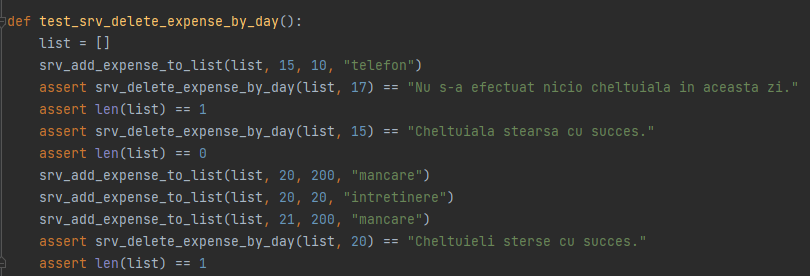 def test_srv_delete_expense_by_day():
    list = []
    srv_add_expense_to_list(list, 15, 10, "telefon")
    assert srv_delete_expense_by_day(list, 17) == "Nu s-a efectuat nicio cheltuiala in aceasta zi."
    assert len(list) == 1
    assert srv_delete_expense_by_day(list, 15) == "Cheltuiala stearsa cu succes."
    assert len(list) == 0
    srv_add_expense_to_list(list, 20, 200, "mancare")
    srv_add_expense_to_list(list, 20, 20, "intretinere")
    srv_add_expense_to_list(list, 21, 200, "mancare")
    assert srv_delete_expense_by_day(list, 20) == "Cheltuieli sterse cu succes."
    assert len(list) == 1